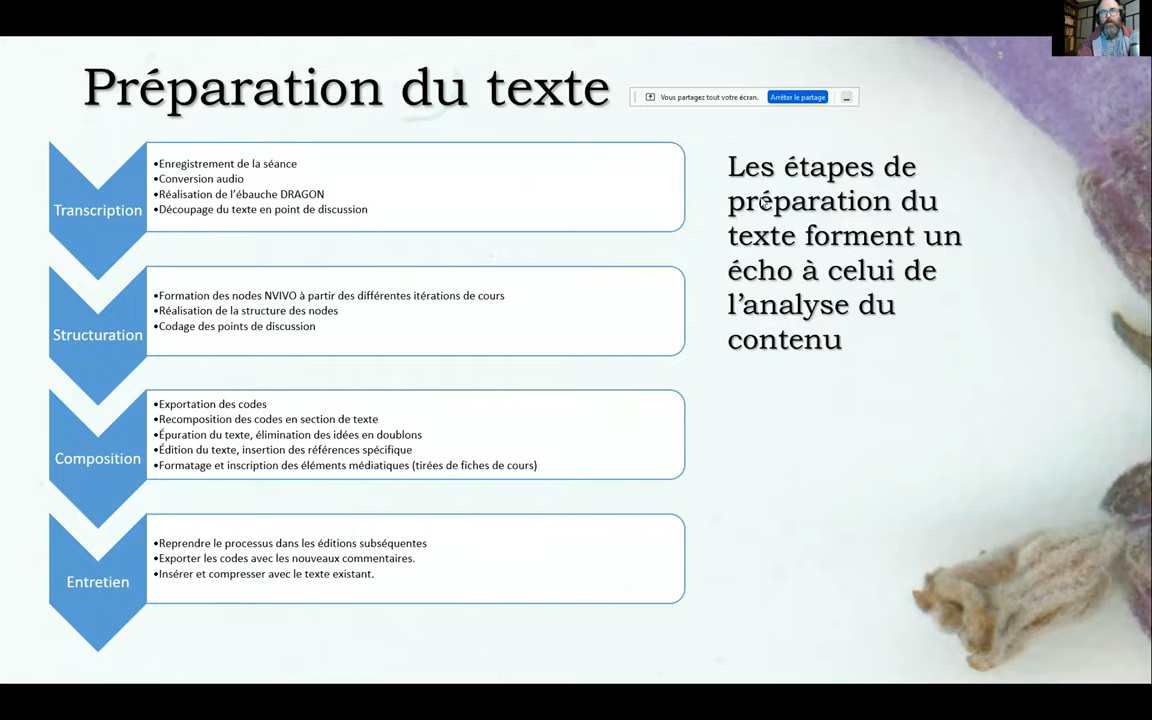 Préparation du texte
Vous partagez tout votre écran. Arrêter le partage
Transcription
•Enregistrement de la séance
•Conversion audio
•Réalisation de l'ébauche DRAGON
•Découpage du texte en point de discussion
Structuration
•Formation des nodes NVIVO à partir des différentes itérations de cours
•Réalisation de la structure des nodes
•Codage des points de discussion
Composition
•Exportation des codes
•Recomposition des codes en section de texte
•Épuration du texte, élimination des idées en doublons
•Édition du texte, insertion des références spécifique
•Formatage et inscription des éléments médiatiques (tirées de fiches de cours)
Entretien
•Reprendre le processus dans les éditions subséquentes
•Exporter les codes avec les nouveaux commentaires.
•Insérer et compresser avec le texte existant.
Les étapes de
préparation du
texte forment un
écho à celui de
l'analyse du
contenu